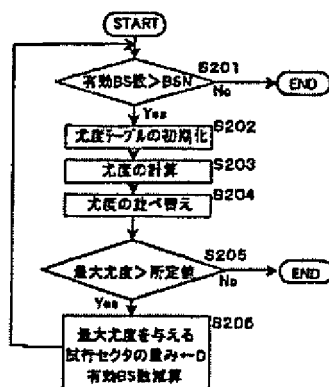 START
S201
有効BS数>BSN
No
END
Yes
S202
尤度テーブルの初期化
S203
尤度の計算
S204
尤度の並べ替え
S205
最大尤度>所定値
No
END
Yes
S206
最大尤度を与える
試行セクタの重み←0
有効BS数減算